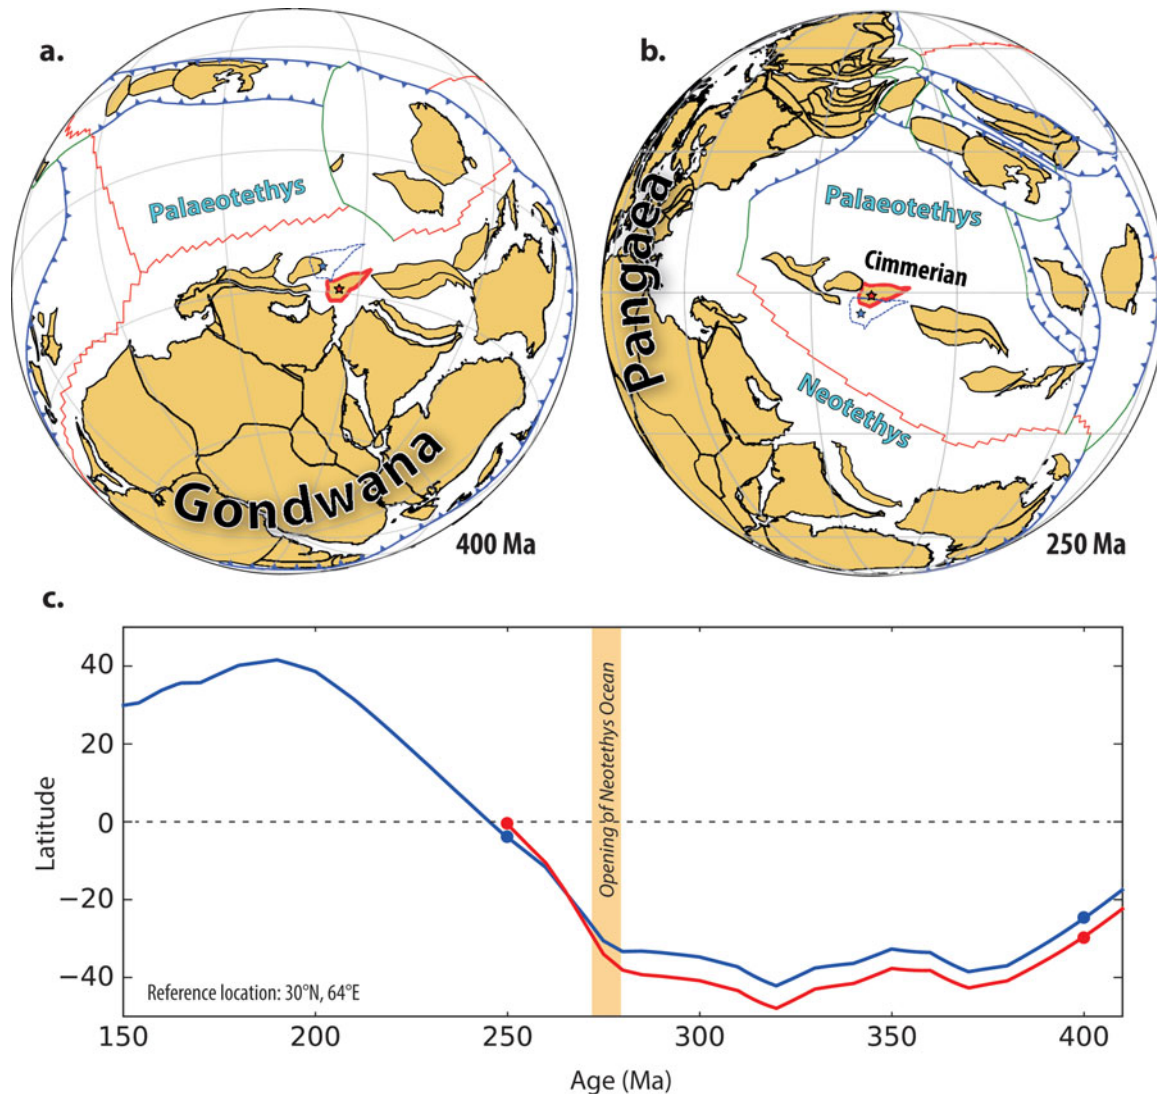 a.
Palaeotethys
Gondwana
400 Ma
b.
Pangaea
Palaeotethys
Cimmerian
Neotethys
250 Ma
c.
Latitude
40
20
0
−20
−40
Opening of Neotethys Ocean
Reference location: 30°N, 64°E
150
200
250
300
350
400
Age (Ma)